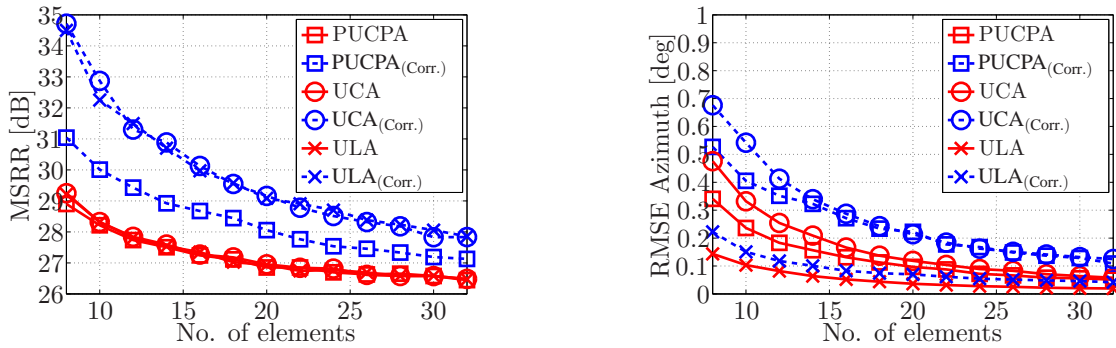 MSRR [dB]
35
34
33
32
31
30
29
28
27
26
10
15
20
25
30
No. of elements
PUCPA
PUCPA(Corr.)
UCA
UCA(Corr.)
ULA
ULA(Corr.)
RMSE Azimuth [deg]
1
0.9
0.8
0.7
0.6
0.5
0.4
0.3
0.2
0.1
0
10
15
20
25
30
No. of elements
PUCPA
PUCPA(Corr.)
UCA
UCA(Corr.)
ULA
ULA(Corr.)